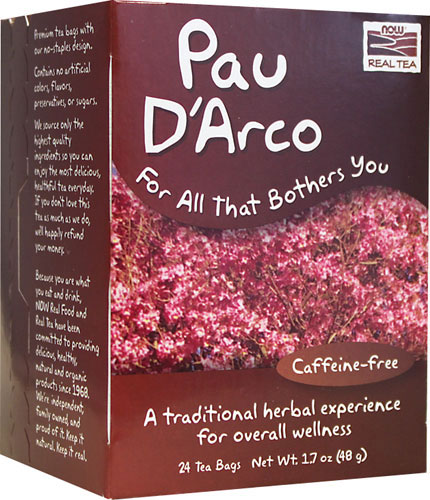 Premium tea bags with
our no-staples design.
Contains no artificial
colors, flavors,
preservatives, or sugars.
We source only the
highest quality
ingredients so you can
enjoy the most delicious,
healthful tea everyday.
If you don't love this
tea as much as we do,
we'll happily refund
your money.
Because you are what
you eat and drink,
NOW Real Food and
Real Tea have been
committed to providing
delicious, healthy,
natural and organic
products since 1968.
We're independent,
family owned, and
proud of it. Keep it
natural. Keep it real.
NOW
REAL TEA
Pau
D'Arco
For All That Bothers You
Caffeine-free
A traditional herbal experience
for overall wellness
24 Tea Bags Net Wt. 1.7 oz (48 g)